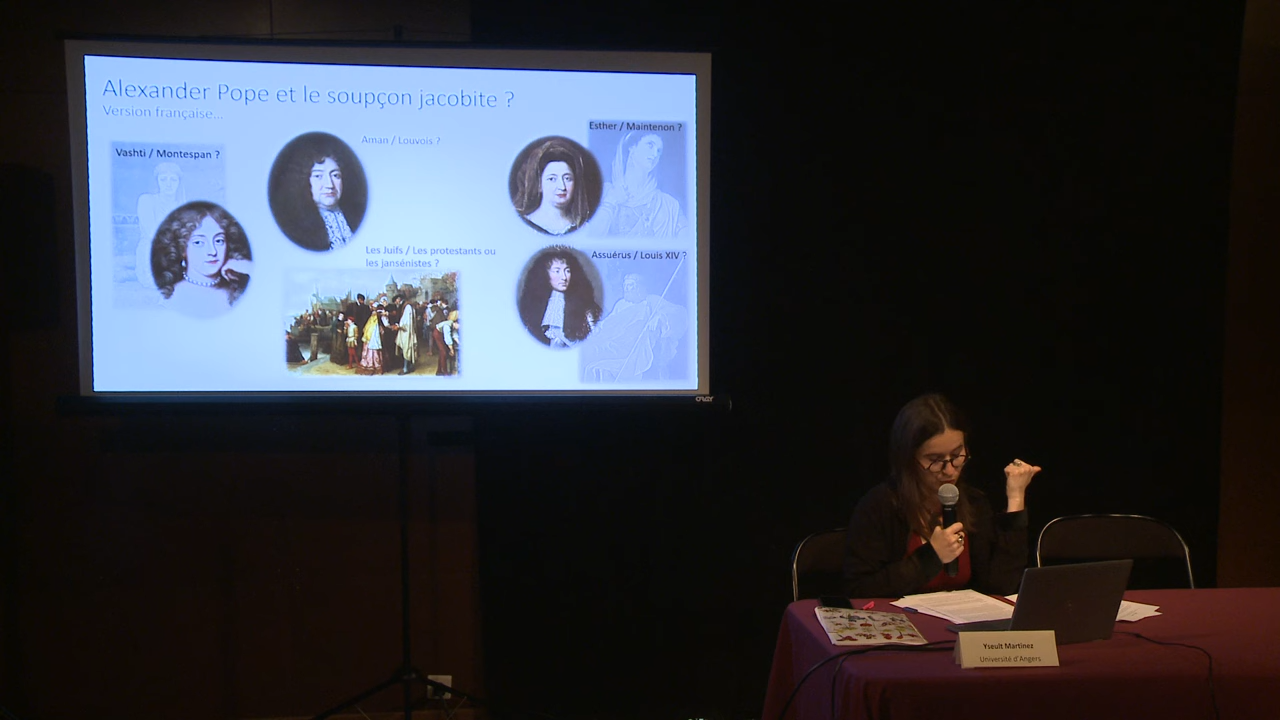 Alexander Pope et le soupçon jacobite ?
Version française...
Vashti / Montespan ?
Aman / Louvois ?
Esther / Maintenon ?
Les Juifs / Les protestants ou
les jansénistes ?
Assuérus / Louis XIV ?
oray
Yseult Martinez
Université d'Angers